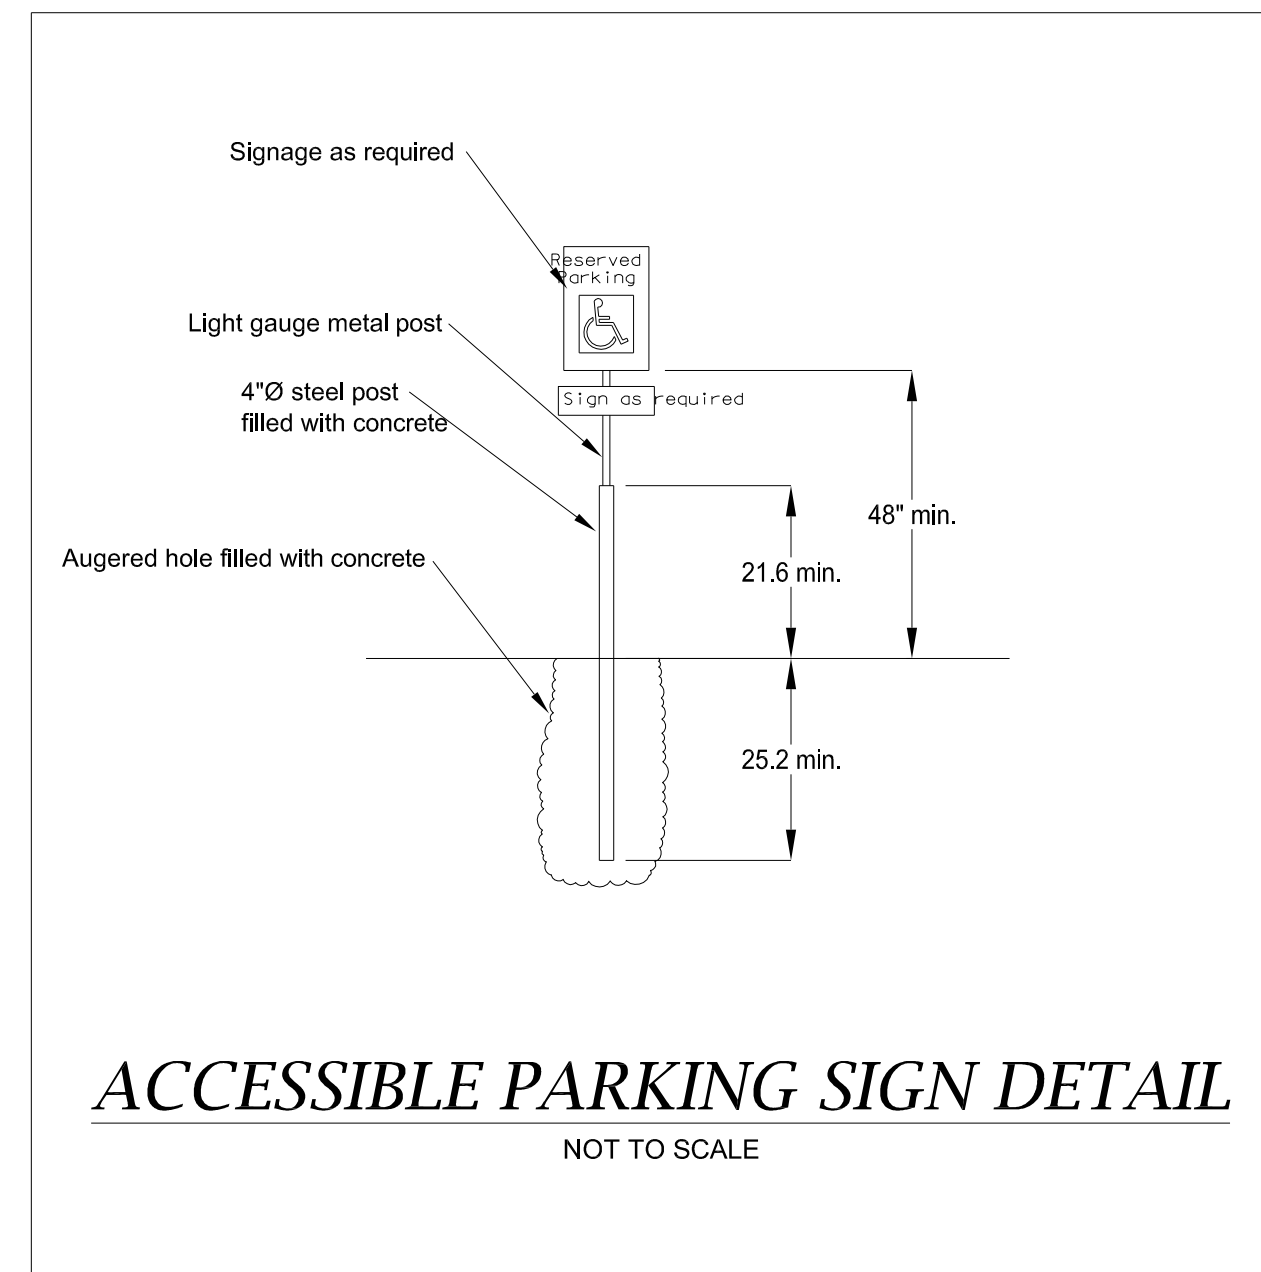 Signage as required
Reserved
Parking
Light gauge metal post
4"Ø steel post
filled with concrete
Sign as required
48" min.
21.6 min.
Augered hole filled with concrete
25.2 min.
ACCESSIBLE PARKING SIGN DETAIL
NOT TO SCALE